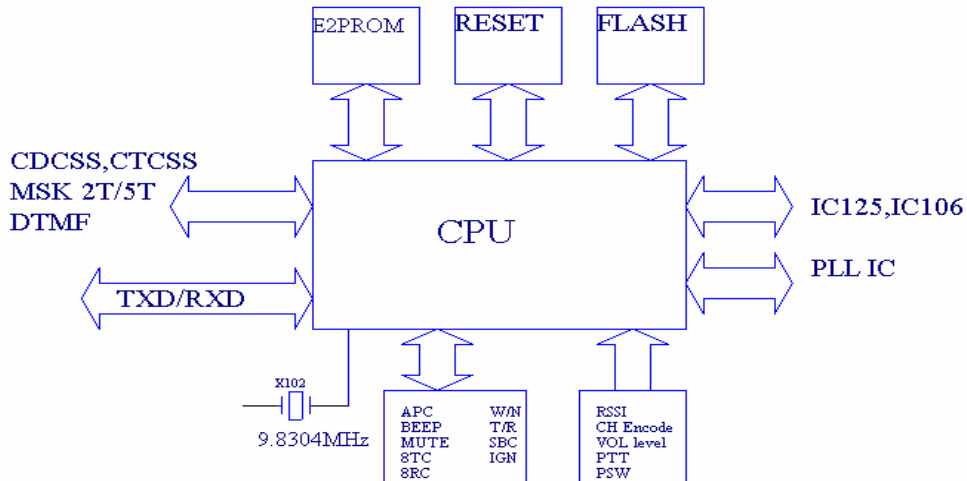 E2PROM
RESET
FLASH
CDCSS,CTCSS
MSK 2T/5T
DTMF
CPU
IC125,IC106
PLL IC
TXD/RXD
X102
9.8304MHz
APC W/N
BEEP T/R
MUTE SBC
8TC IGN
8RC
RSSI
CH Encode
VOL level
PTT
PSW